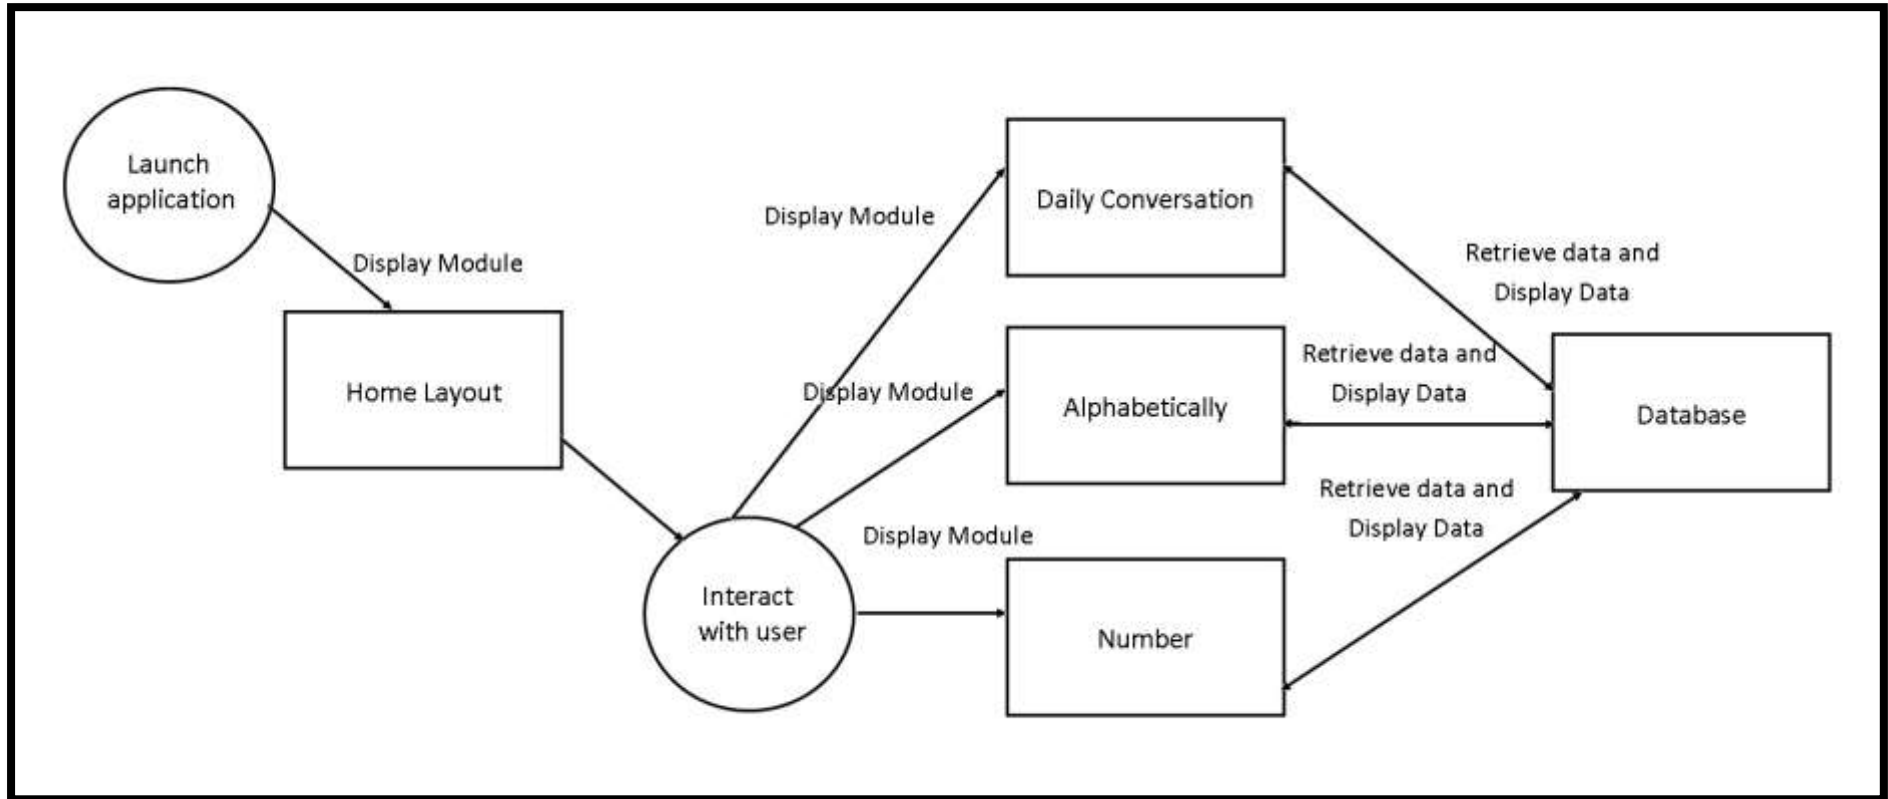 Launch
application
Display Module
Home Layout
Interact
with user
Display Module
Display Module
Display Module
Daily Conversation
Alphabetically
Number
Retrieve data and
Display Data
Retrieve data and
Display Data
Retrieve data and
Display Data
Database